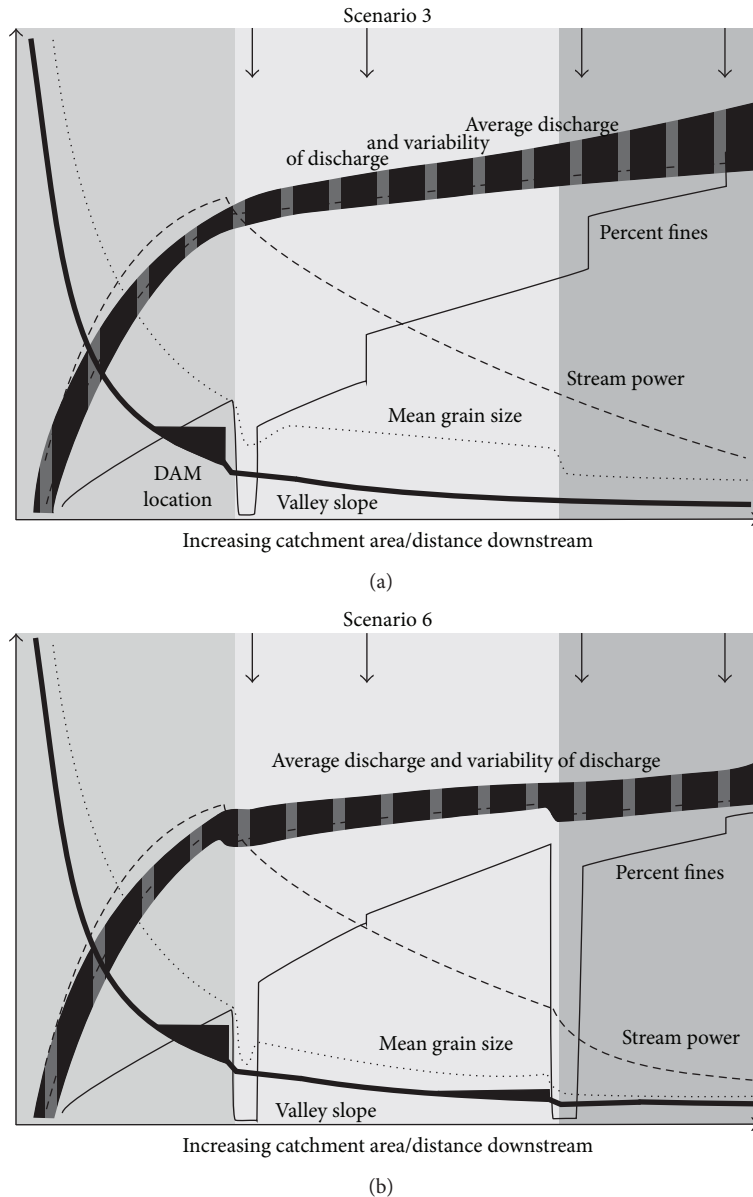 Scenario 3
Average discharge
and variability
of discharge
Percent fines
Stream power
Mean grain size
DAM
location
Valley slope
Increasing catchment area/distance downstream
(a)
Scenario 6
Average discharge and variability of discharge
Percent fines
Stream power
Mean grain size
Valley slope
Increasing catchment area/distance downstream
(b)